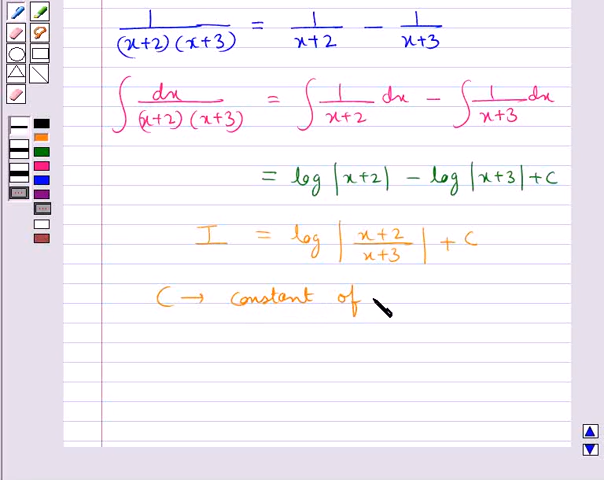 1/((x+2)(x+3)) = 1/(x+2) − 1/(x+3)
∫ dx/((x+2)(x+3)) = ∫ 1/(x+2) dx − ∫ 1/(x+3) dx
= log|x+2| − log|x+3| + C
I = log |(x+2)/(x+3)| + C
C → constant of